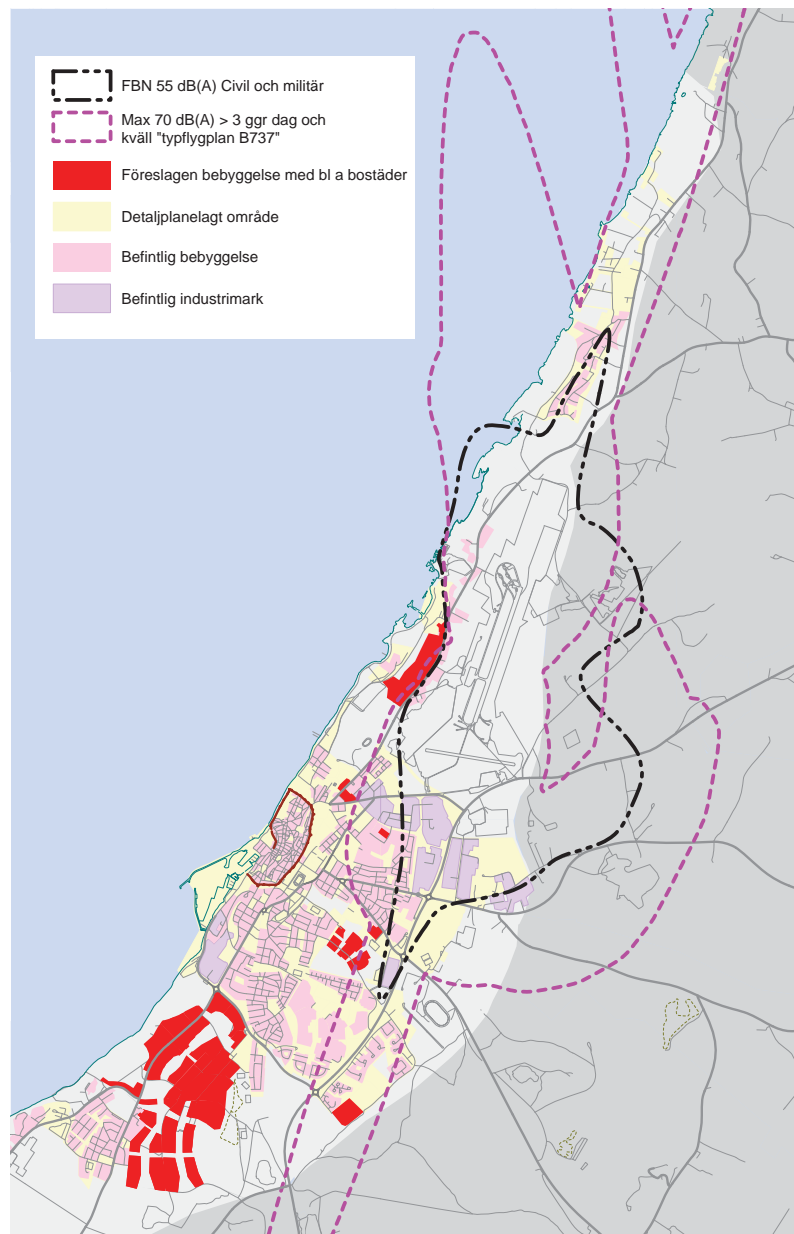 FBN 55 dB(A) Civil och militär
Max 70 dB(A) > 3 ggr dag och
kväll "typflygplan B737"
Föreslagen bebyggelse med bl a bostäder
Detaljplanelagt område
Befintlig bebyggelse
Befintlig industrimark